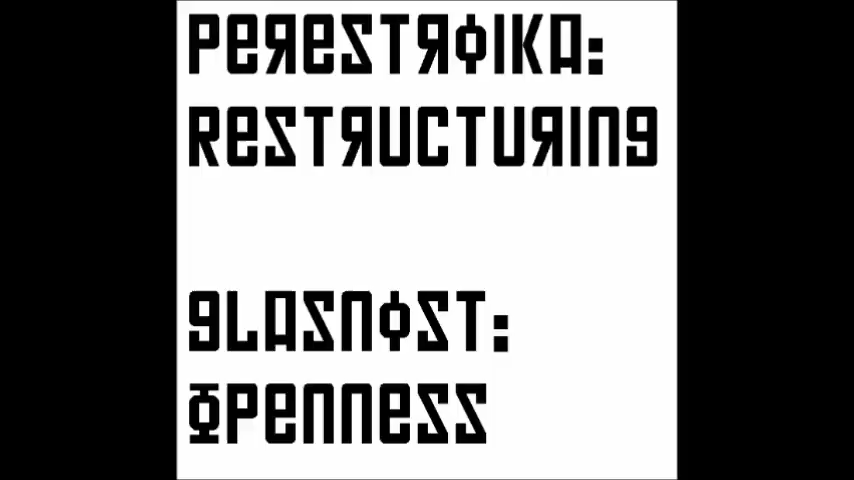 PERESTROIKA:
RESTRUCTURING
GLASNOST:
OPENNESS